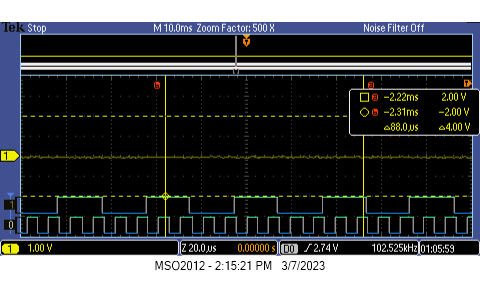 Tek Stop M 10.0ms Zoom Factor: 500 X Noise Filter Off
−2.22ms 2.00 V
−2.31ms −2.00 V
△88.0µs △4.00 V
1
1
0
1 1.00 V Z 20.0µs 0.00000 s D0 2.74 V 102.525kHz 01:05:59
MSO2012 - 2:15:21 PM 3/7/2023